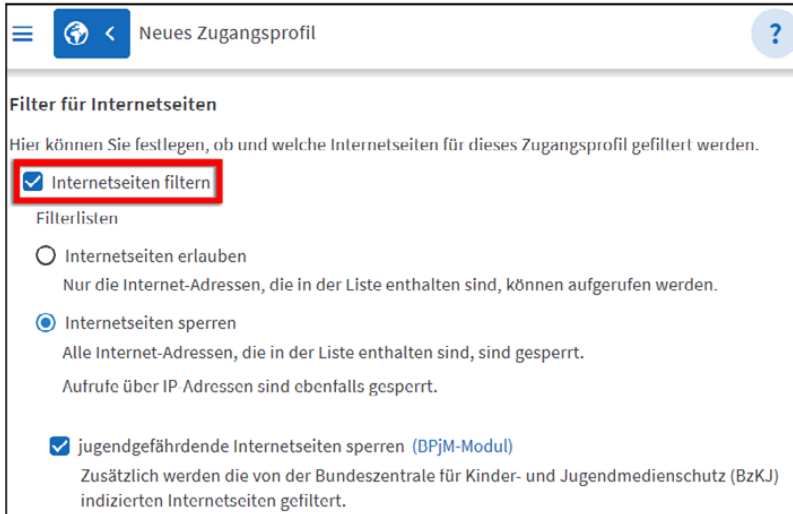 Neues Zugangsprofil
?
Filter für Internetseiten
Hier können Sie festlegen, ob und welche Internetseiten für dieses Zugangsprofil gefiltert werden.
Internetseiten filtern
Filterlisten
Internetseiten erlauben
Nur die Internet-Adressen, die in der Liste enthalten sind, können aufgerufen werden.
Internetseiten sperren
Alle Internet-Adressen, die in der Liste enthalten sind, sind gesperrt.
Aufrufe über IP-Adressen sind ebenfalls gesperrt.
jugendgefährdende Internetseiten sperren (BPjM-Modul)
Zusätzlich werden die von der Bundeszentrale für Kinder- und Jugendmedienschutz (BzKJ)
indizierten Internetseiten gefiltert.